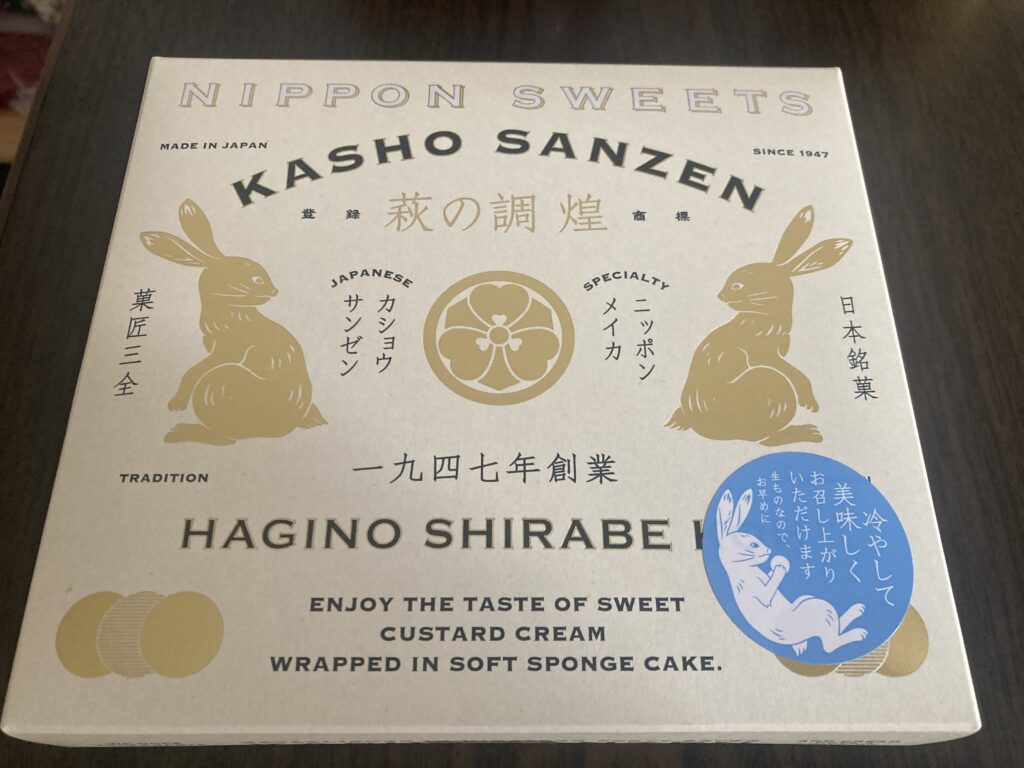 NIPPON SWEETS
MADE IN JAPAN
SINCE 1947
KASHO SANZEN
登録
萩の調 煌
商標
JAPANESE
カショウ
サンゼン
SPECIALTY
ニッポン
メイカ
菓匠三全
日本銘菓
TRADITION
一九四七年創業
HAGINO SHIRABE K
冷やして
美味しく
お召し上がり
いただけます
生ものなので、
お早めに
ENJOY THE TASTE OF SWEET
CUSTARD CREAM
WRAPPED IN SOFT SPONGE CAKE.